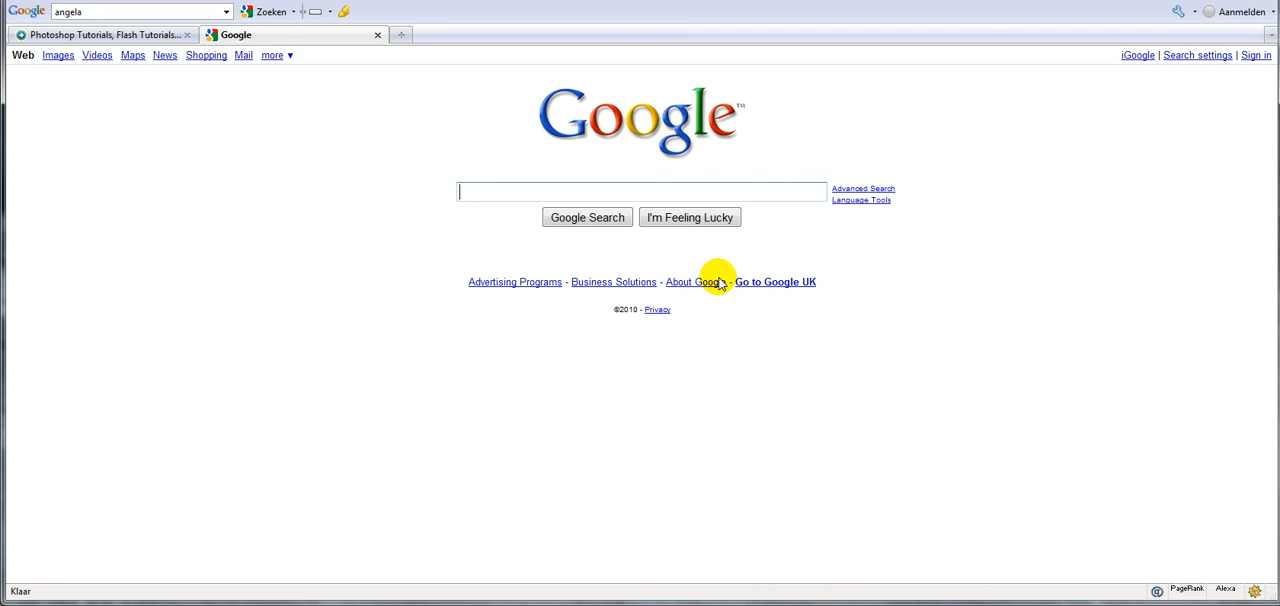 Google angela Zoeken Aanmelden
Photoshop Tutorials, Flash Tutorials... Google
Web Images Videos Maps News Shopping Mail more ▼ iGoogle | Search settings | Sign in
Google™
Advanced Search
Language Tools
Google Search I'm Feeling Lucky
Advertising Programs - Business Solutions - About Google - Go to Google UK
©2010 - Privacy
Klaar PageRank Alexa